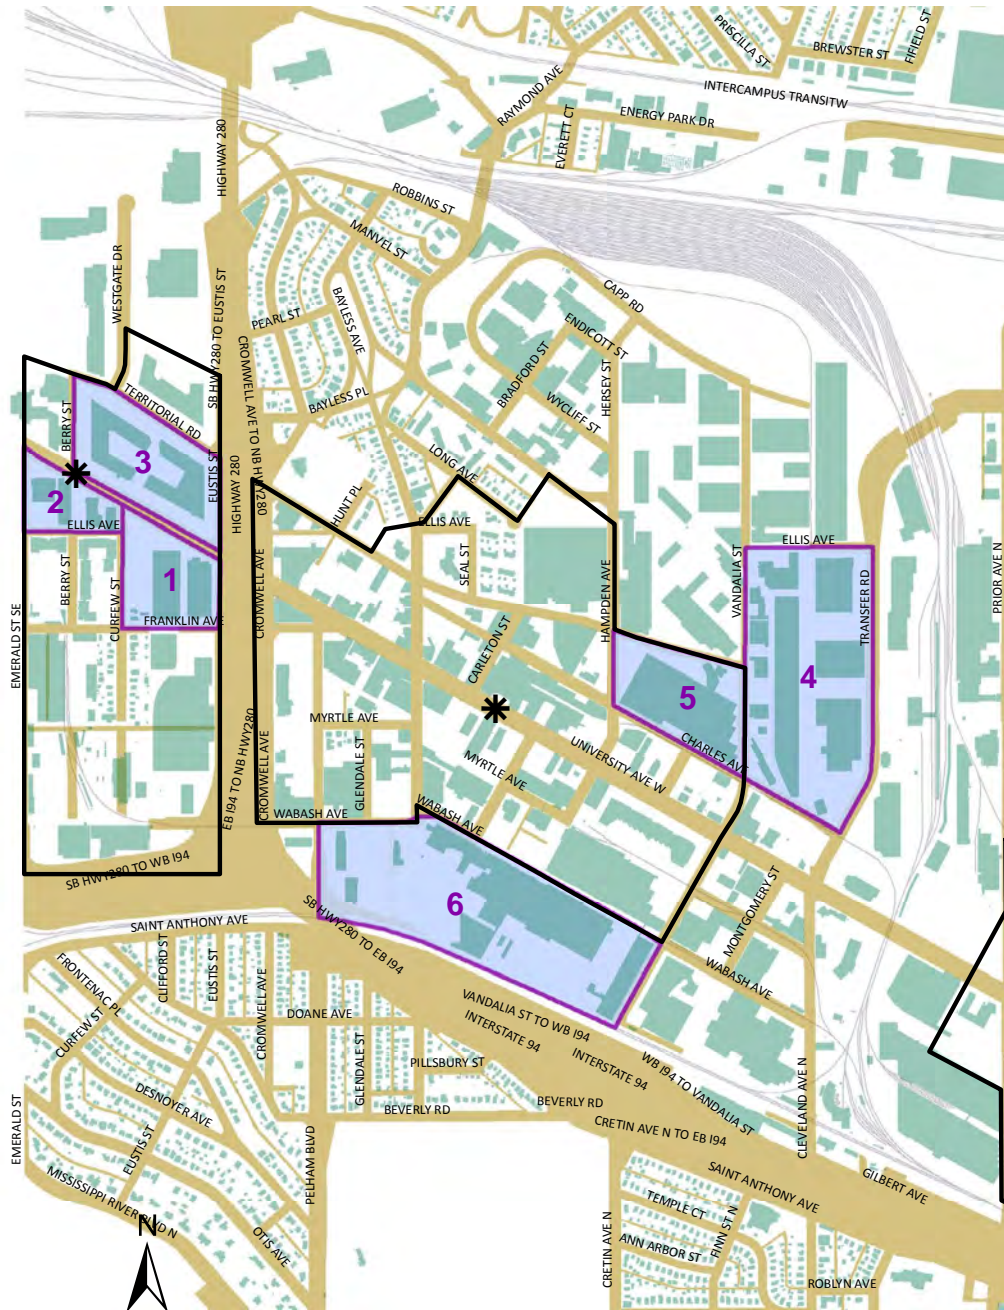 PRISCILLA ST
BREWSTER ST
FIFIELD ST
INTERCAMPUS TRANSITW
RAYMOND AVE
ENERGY PARK DR
EVERETT CT
HIGHWAY 280
ROBBINS ST
MANVEL ST
WESTGATE DR
SB HWY280 TO EUSTIS ST
PEARL ST
BAYLESS AVE
CAPP RD
ENDICOTT ST
BRADFORD ST
HERSEY ST
CROMWELL AVE TO NB HWY280
BAYLESS PL
WYCLIFF ST
TERRITORIAL RD
BERRY ST
3
EUSTIS ST
HIGHWAY 280
LONG AVE
HUNT PL
2
ELLIS AVE
ELLIS AVE
ELLIS AVE
SEAL ST
1
BERRY ST
CURFEW ST
FRANKLIN AVE
CROMWELL AVE
HAMPDEN AVE
VANDALIA ST
TRANSFER RD
PRIOR AVE N
EMERALD ST SE
CARLETON ST
5
4
MYRTLE AVE
GLENDALE ST
UNIVERSITY AVE W
CHARLES AVE
MYRTLE AVE
EB I94 TO NB HWY280
CROMWELL AVE
WABASH AVE
WABASH AVE
SB HWY280 TO WB I94
6
MONTGOMERY ST
SAINT ANTHONY AVE
SB HWY280 TO EB I94
WABASH AVE
FRONTENAC PL
CLIFFORD ST
EUSTIS ST
CROMWELL AVE
DOANE AVE
VANDALIA ST TO WB I94
INTERSTATE 94
INTERSTATE 94
WB I94 TO VANDALIA ST
CURFEW ST
GLENDALE ST
PILLSBURY ST
DESNOYER AVE
BEVERLY RD
BEVERLY RD
CRETIN AVE N TO EB I94
CLEVELAND AVE N
EMERALD ST
EUSTIS ST
PELHAM BLVD
SAINT ANTHONY AVE
GILBERT AVE
MISSISSIPPI RIVER BLVD N
OTIS AVE
TEMPLE CT
FINN ST N
ANN ARBOR ST
CRETIN AVE N
ROBLYN AVE
N